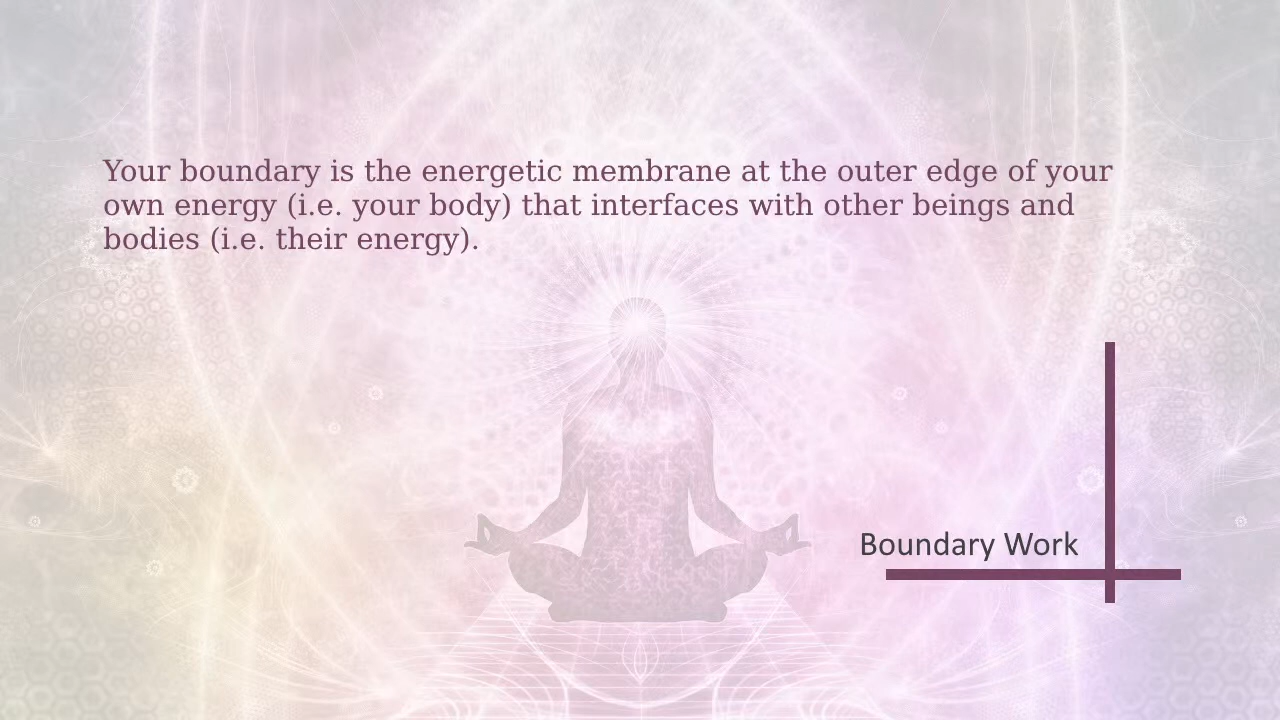 Your boundary is the energetic membrane at the outer edge of your
own energy (i.e. your body) that interfaces with other beings and
bodies (i.e. their energy).
Boundary Work